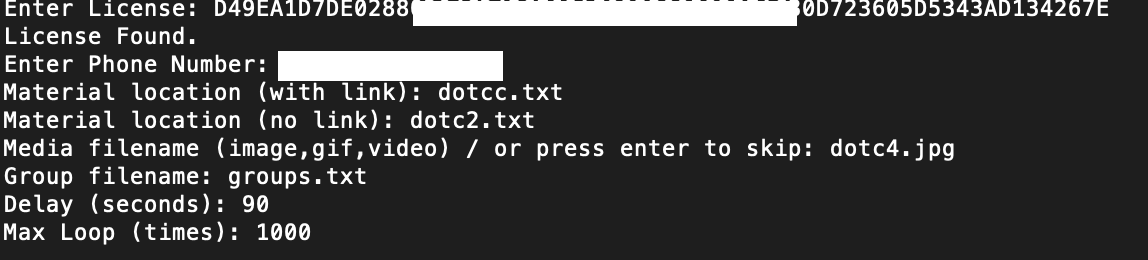 Enter License: D49EA1D7DE0288 0D723605D5343AD134267E
License Found.
Enter Phone Number:
Material location (with link): dotcc.txt
Material location (no link): dotc2.txt
Media filename (image,gif,video) / or press enter to skip: dotc4.jpg
Group filename: groups.txt
Delay (seconds): 90
Max Loop (times): 1000